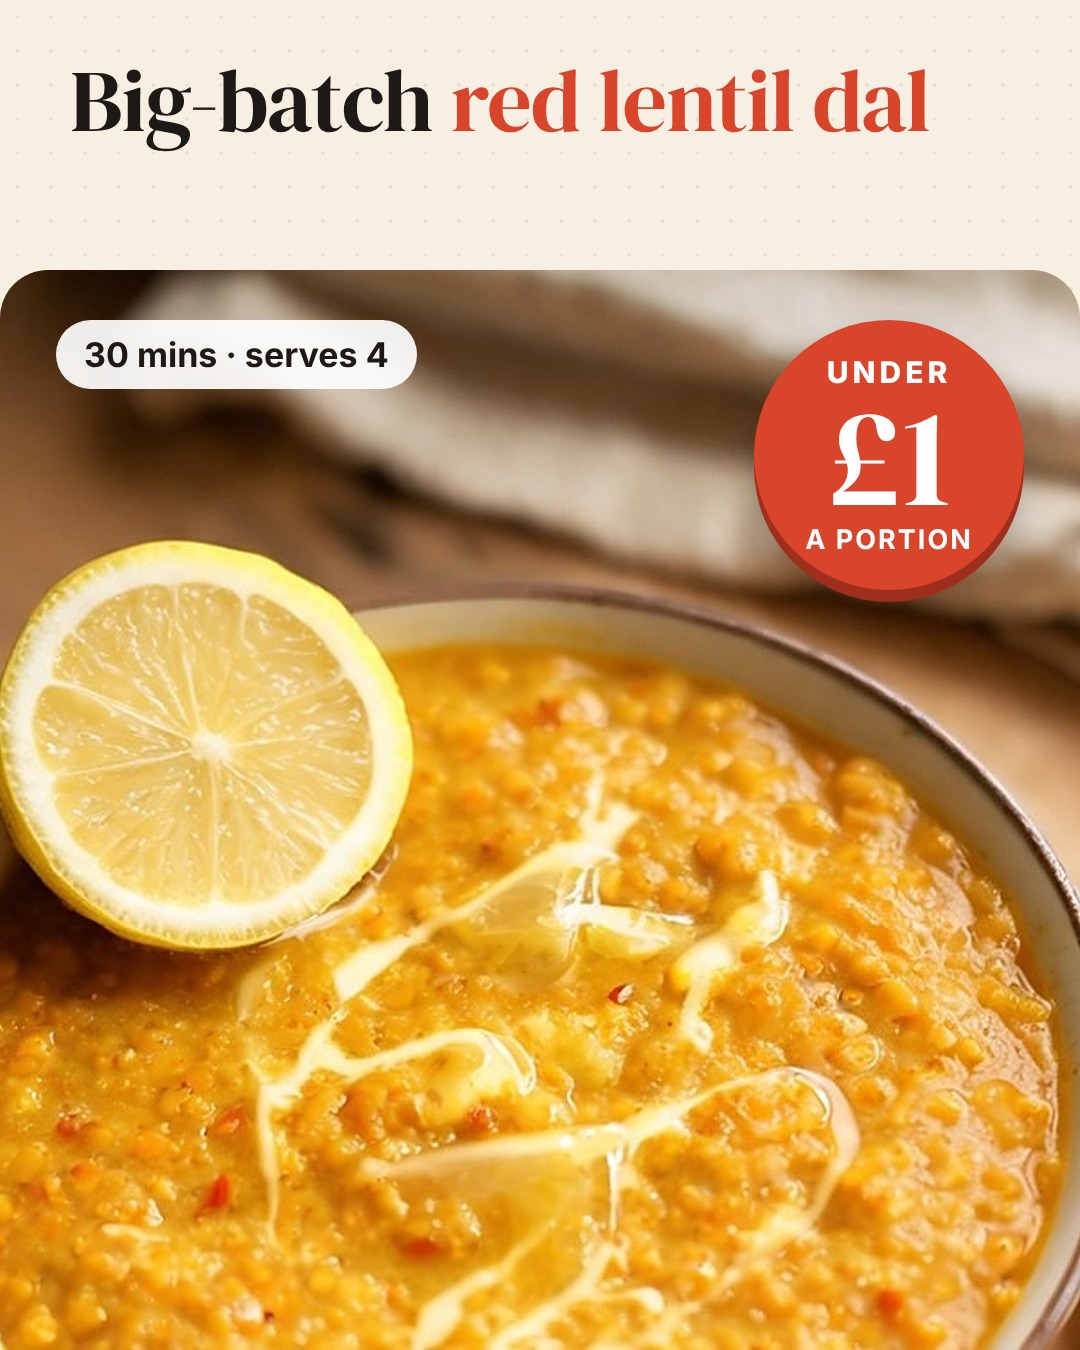 Big-batch red lentil dal
30 mins · serves 4
UNDER
£1
A PORTION